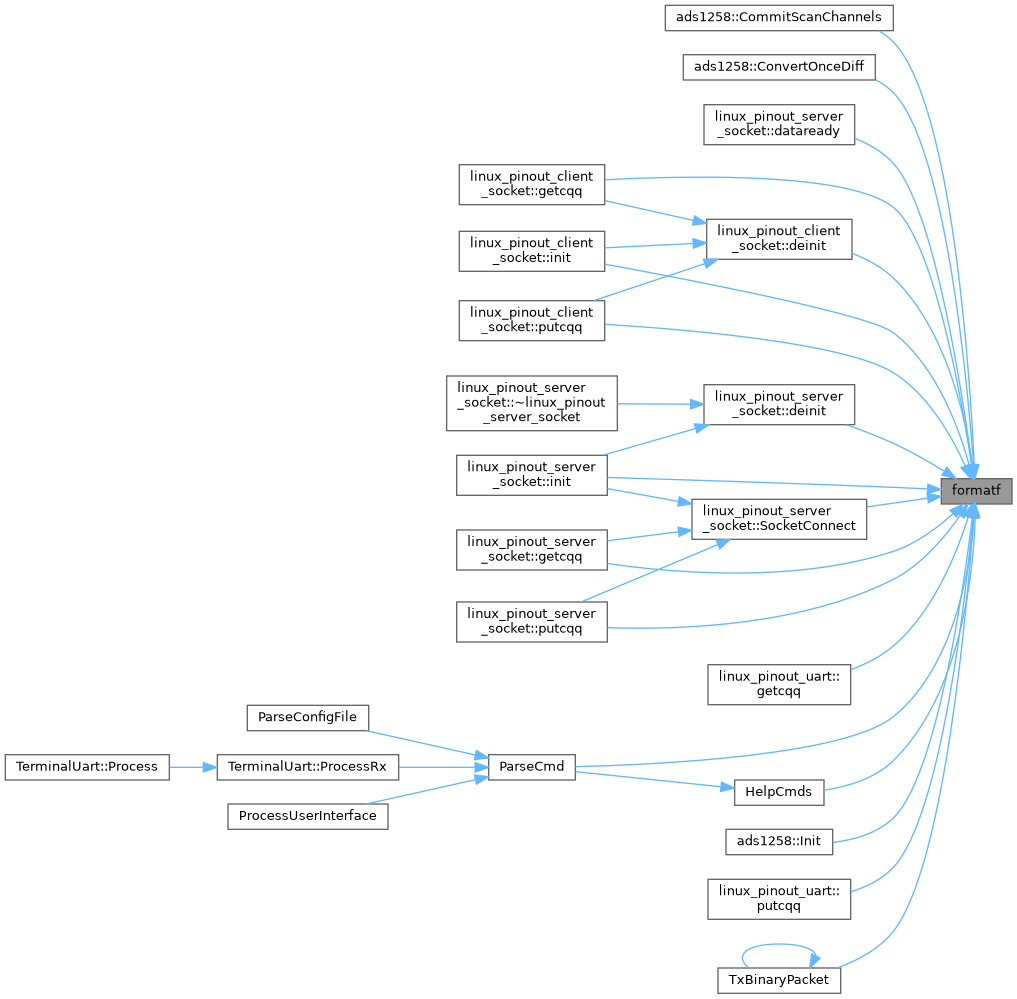 ads1258::CommitScanChannels
ads1258::ConvertOnceDiff
linux_pinout_server
_socket::dataready
linux_pinout_client
_socket::getcqq
linux_pinout_client
_socket::deinit
linux_pinout_client
_socket::init
linux_pinout_client
_socket::putcqq
linux_pinout_server
_socket::~linux_pinout
_server_socket
linux_pinout_server
_socket::deinit
linux_pinout_server
_socket::init
formatf
linux_pinout_server
_socket::SocketConnect
linux_pinout_server
_socket::getcqq
linux_pinout_server
_socket::putcqq
linux_pinout_uart::
getcqq
ParseConfigFile
TerminalUart::Process
TerminalUart::ProcessRx
ParseCmd
HelpCmds
ProcessUserInterface
ads1258::Init
linux_pinout_uart::
putcqq
TxBinaryPacket